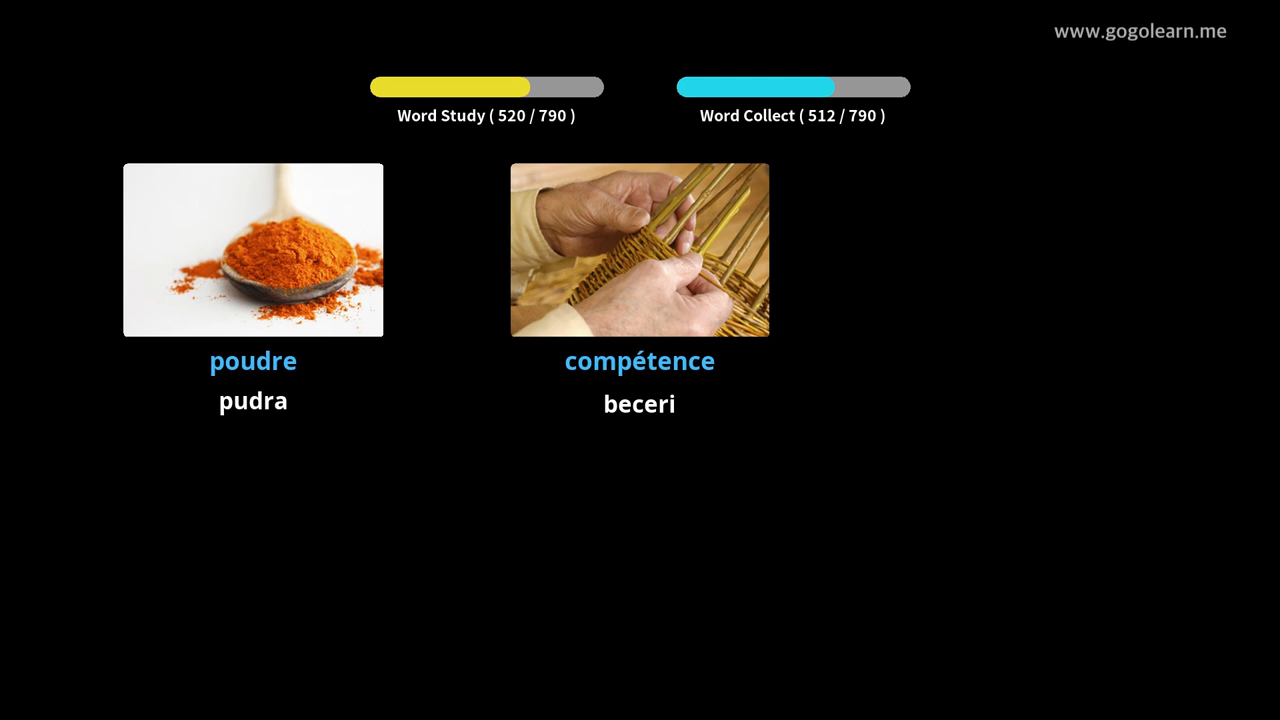 www.gogolearn.me
Word Study ( 520 / 790 )
Word Collect ( 512 / 790 )
poudre
pudra
compétence
beceri